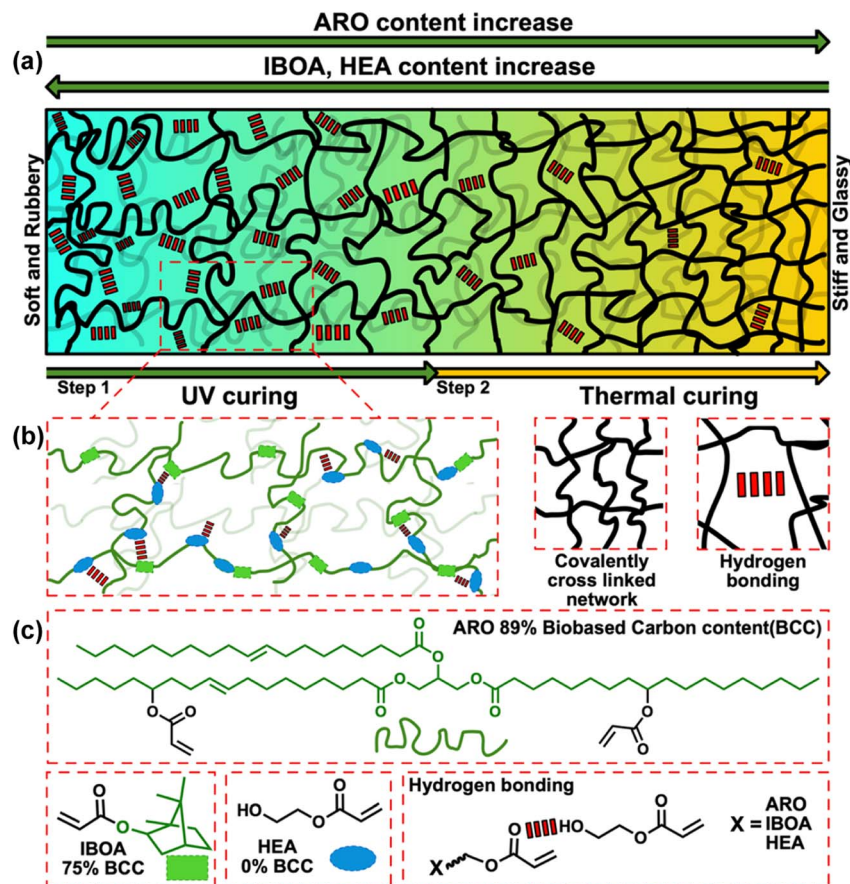 ARO content increase
(a)
IBOA, HEA content increase
Soft and Rubbery
Stiff and Glassy
Step 1
UV curing
Step 2
Thermal curing
(b)
Covalently
cross linked
network
Hydrogen
bonding
(c)
ARO 89% Biobased Carbon content(BCC)
O
O
O
O
O
O
O
O
O
O
O
O
IBOA
75% BCC
HO
O
O
HEA
0% BCC
Hydrogen bonding
O
HO
O
O
X
O
X =
ARO
IBOA
HEA